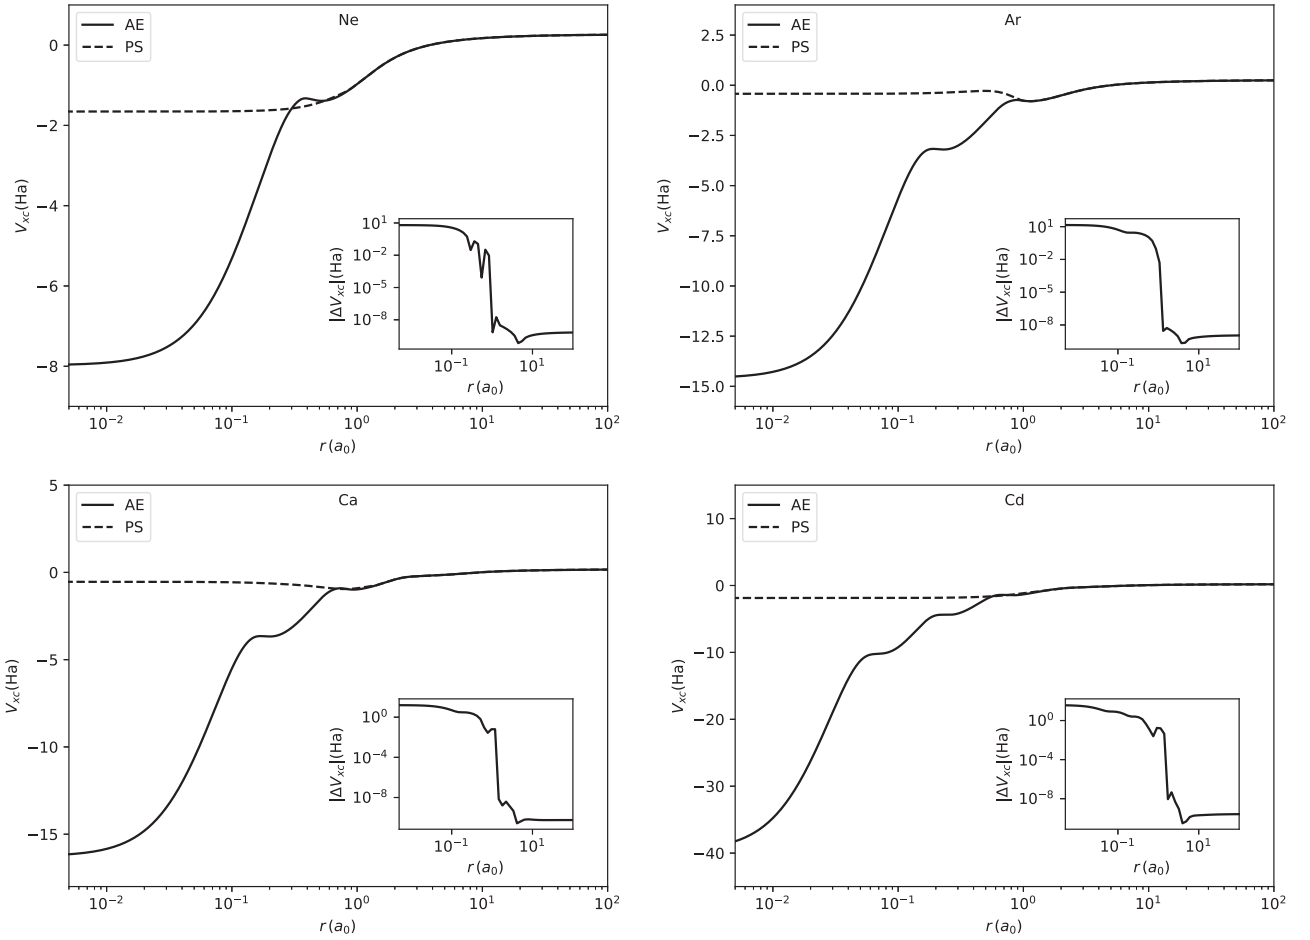 Ne
AE
PS
0
−2
−4
−6
−8
V_xc(Ha)
10^−2
10^−1
10^0
10^1
10^2
r (a_0)
10^1
10^−2
10^−5
10^−8
|ΔV_xc|(Ha)
10^−1
10^1
r (a_0)
Ar
AE
PS
2.5
0.0
−2.5
−5.0
−7.5
−10.0
−12.5
−15.0
V_xc(Ha)
10^−2
10^−1
10^0
10^1
10^2
r (a_0)
10^1
10^−2
10^−5
10^−8
|ΔV_xc|(Ha)
10^−1
10^1
r (a_0)
Ca
AE
PS
5
0
−5
−10
−15
V_xc(Ha)
10^−2
10^−1
10^0
10^1
10^2
r (a_0)
10^0
10^−4
10^−8
|ΔV_xc|(Ha)
10^−1
10^1
r (a_0)
Cd
AE
PS
10
0
−10
−20
−30
−40
V_xc(Ha)
10^−2
10^−1
10^0
10^1
10^2
r (a_0)
10^0
10^−4
10^−8
|ΔV_xc|(Ha)
10^−1
10^1
r (a_0)